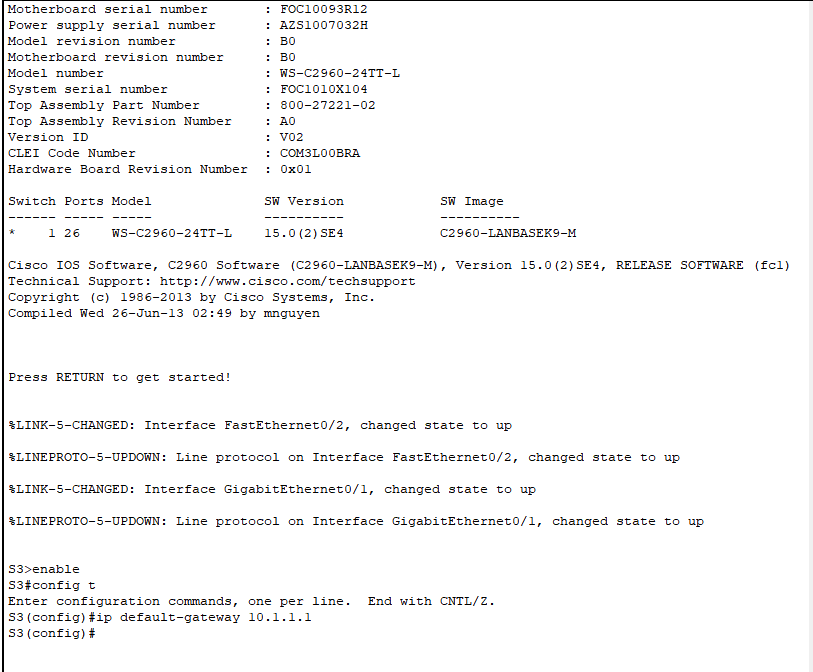 Motherboard serial number       : FOC10093R12
Power supply serial number      : AZS1007032H
Model revision number           : B0
Motherboard revision number     : B0
Model number                    : WS-C2960-24TT-L
System serial number            : FOC1010X104
Top Assembly Part Number        : 800-27221-02
Top Assembly Revision Number    : A0
Version ID                      : V02
CLEI Code Number                : COM3L00BRA
Hardware Board Revision Number  : 0x01
Switch Ports Model              SW Version            SW Image
------ ----- -----              ----------            ----------
*    1 26    WS-C2960-24TT-L    15.0(2)SE4            C2960-LANBASEK9-M
Cisco IOS Software, C2960 Software (C2960-LANBASEK9-M), Version 15.0(2)SE4, RELEASE SOFTWARE (fc1)
Technical Support: http://www.cisco.com/techsupport
Copyright (c) 1986-2013 by Cisco Systems, Inc.
Compiled Wed 26-Jun-13 02:49 by mnguyen
Press RETURN to get started!
%LINK-5-CHANGED: Interface FastEthernet0/2, changed state to up
%LINEPROTO-5-UPDOWN: Line protocol on Interface FastEthernet0/2, changed state to up
%LINK-5-CHANGED: Interface GigabitEthernet0/1, changed state to up
%LINEPROTO-5-UPDOWN: Line protocol on Interface GigabitEthernet0/1, changed state to up
S3>enable
S3#config t
Enter configuration commands, one per line.  End with CNTL/Z.
S3(config)#ip default-gateway 10.1.1.1
S3(config)#